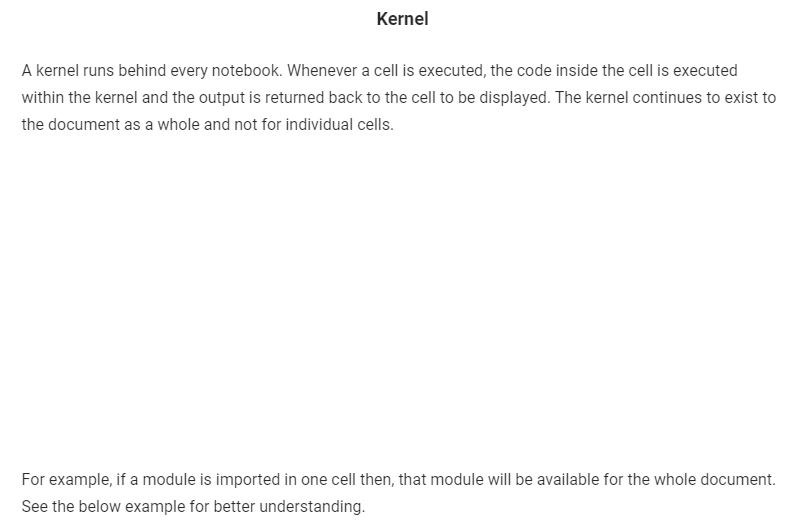 Kernel
A kernel runs behind every notebook. Whenever a cell is executed, the code inside the cell is executed
within the kernel and the output is returned back to the cell to be displayed. The kernel continues to exist to
the document as a whole and not for individual cells.
For example, if a module is imported in one cell then, that module will be available for the whole document.
See the below example for better understanding.